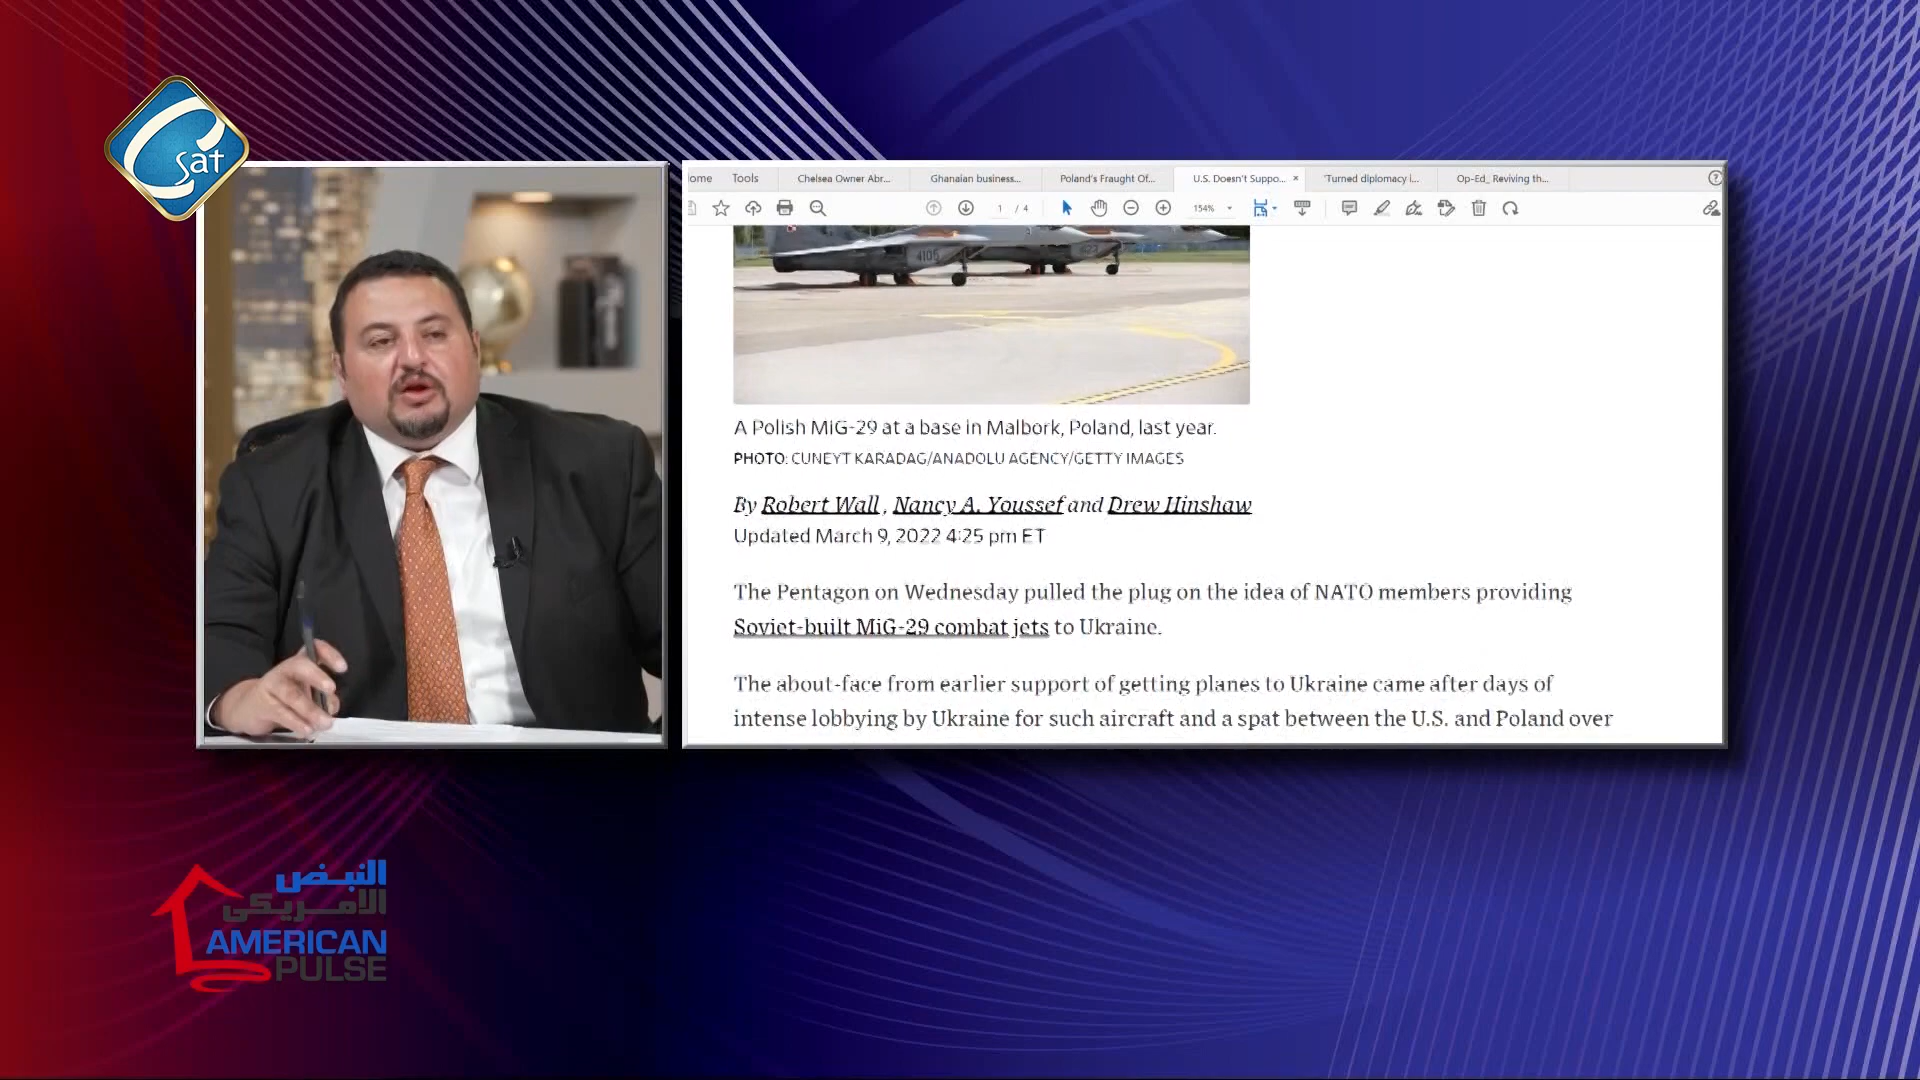 Csat
ome Tools Chelsea Owner Abr... Ghanaian business... Poland's Fraught Of... U.S. Doesn't Suppo... × 'Turned diplomacy i... Op-Ed_ Reviving th...
1 / 4 154%
4105
A Polish MiG-29 at a base in Malbork, Poland, last year.
PHOTO: CUNEYT KARADAG/ANADOLU AGENCY/GETTY IMAGES
By Robert Wall , Nancy A. Youssef and Drew Hinshaw
Updated March 9, 2022 4:25 pm ET
The Pentagon on Wednesday pulled the plug on the idea of NATO members providing
Soviet-built MiG-29 combat jets to Ukraine.
The about-face from earlier support of getting planes to Ukraine came after days of
intense lobbying by Ukraine for such aircraft and a spat between the U.S. and Poland over
النبض
الامريكى
AMERICAN
PULSE